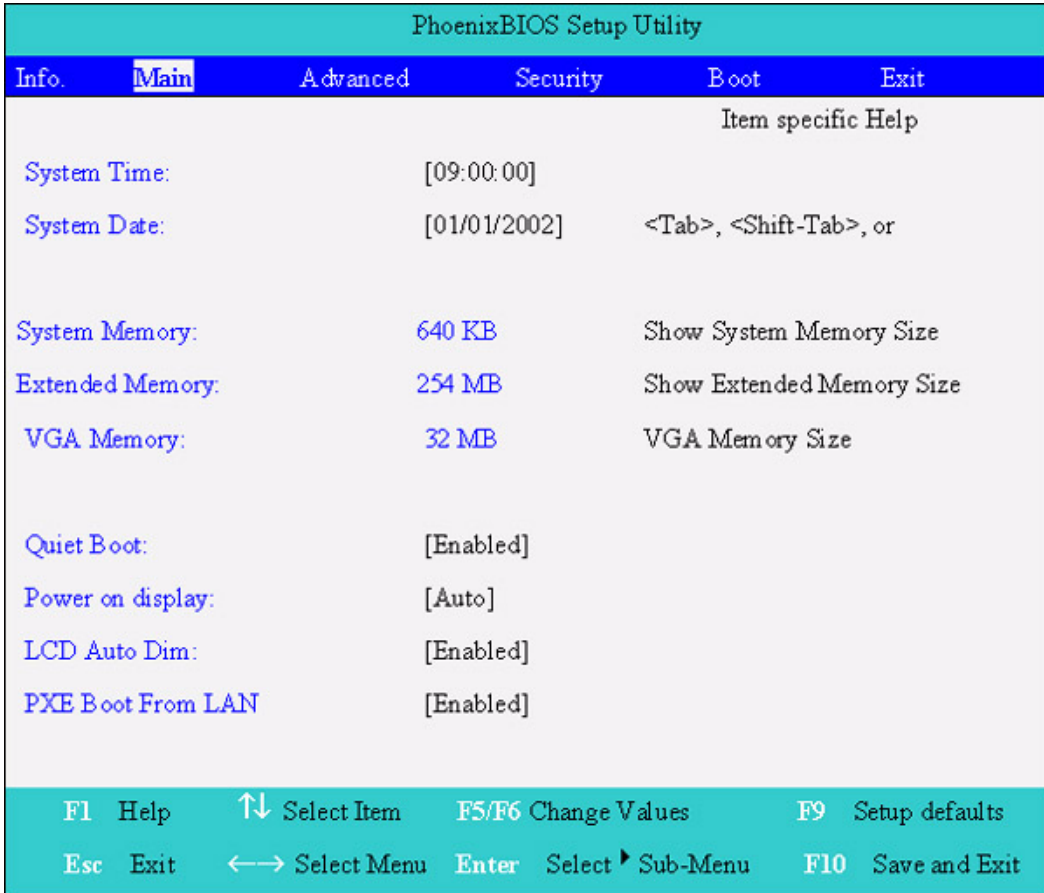 PhoenixBIOS Setup Utility
Info. Main Advanced Security Boot Exit
Item specific Help
System Time: [09:00:00]
System Date: [01/01/2002] <Tab>, <Shift-Tab>, or
System Memory: 640 KB Show System Memory Size
Extended Memory: 254 MB Show Extended Memory Size
VGA Memory: 32 MB VGA Memory Size
Quiet Boot: [Enabled]
Power on display: [Auto]
LCD Auto Dim: [Enabled]
PXE Boot From LAN [Enabled]
F1 Help ↑↓ Select Item F5/F6 Change Values F9 Setup defaults
Esc Exit ←→ Select Menu Enter Select ▶ Sub-Menu F10 Save and Exit